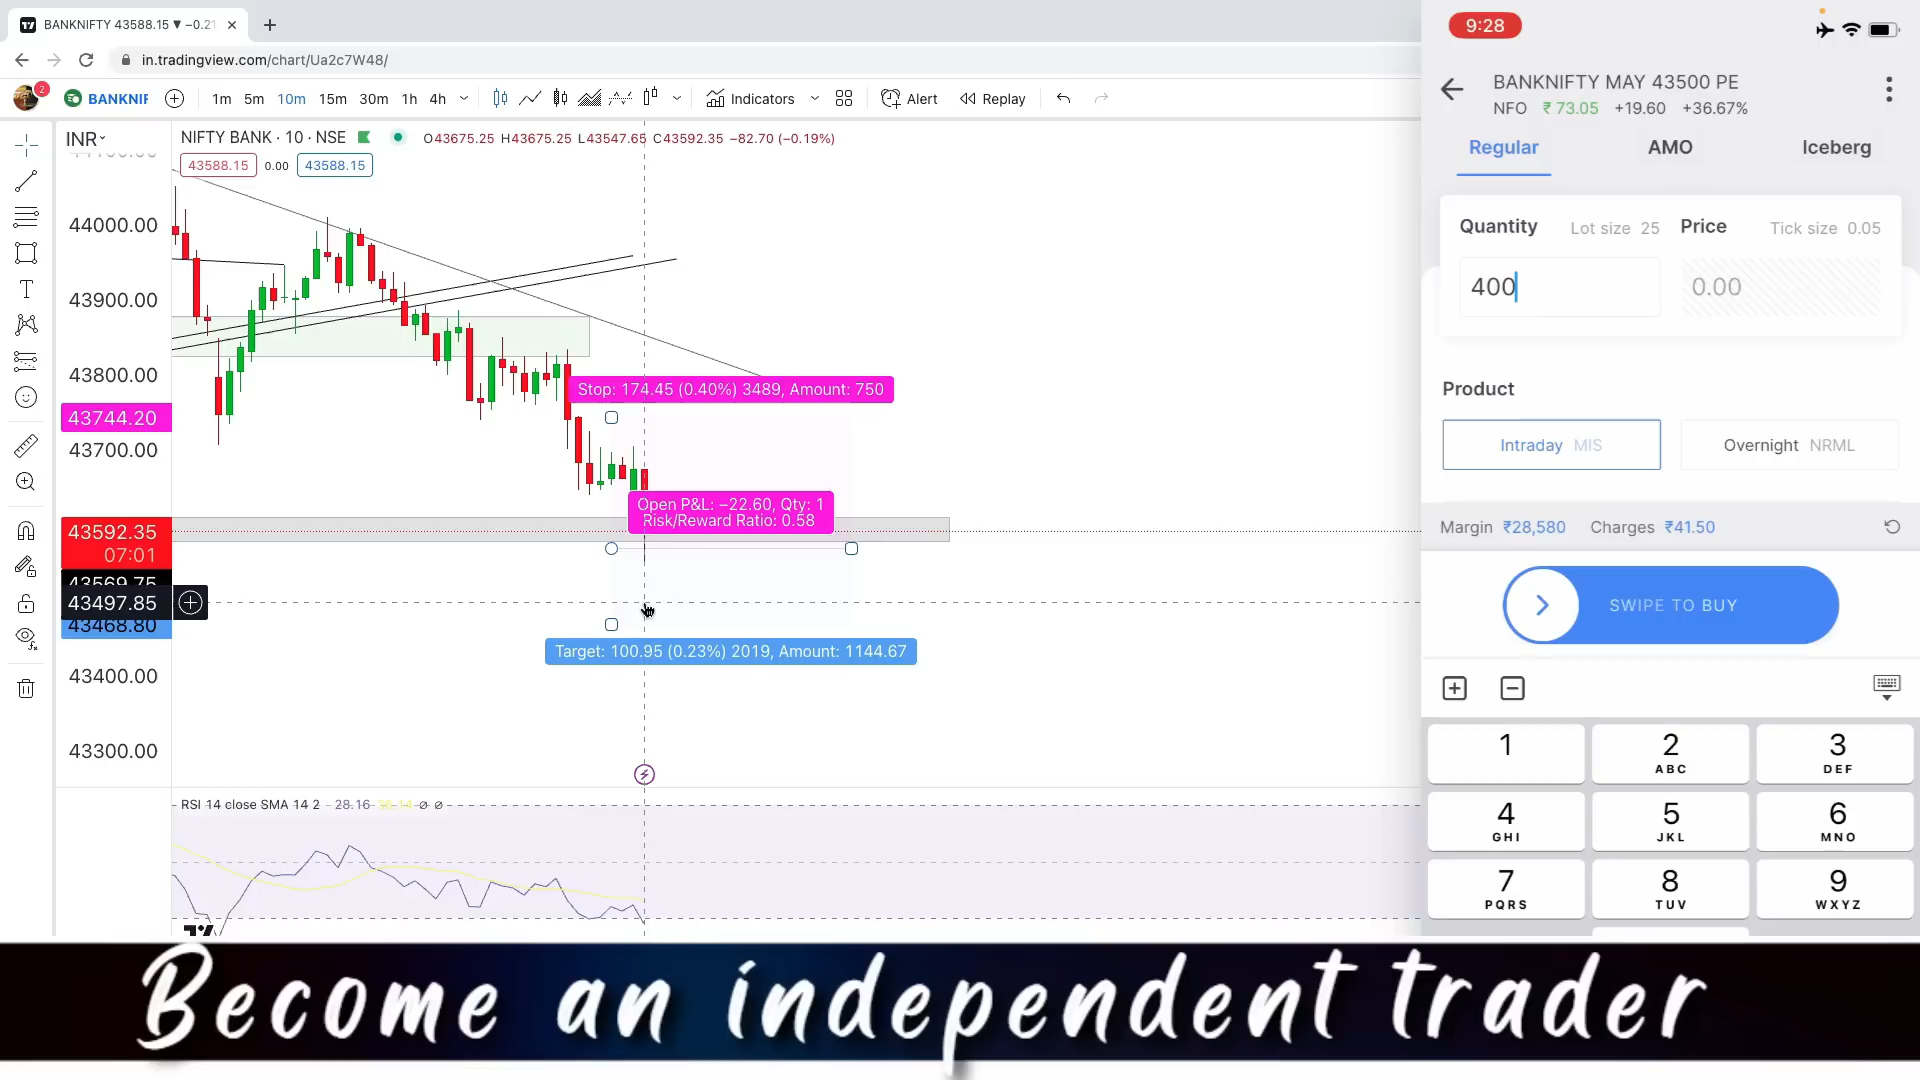 BANKNIFTY 43588.15 ▼ −0.21
in.tradingview.com/chart/Ua2c7W48/
2
BANKNIF
1m 5m 10m 15m 30m 1h 4h
Indicators
Alert
Replay
INR
NIFTY BANK · 10 · NSE
O43675.25 H43675.25 L43547.65 C43592.35 −82.70 (−0.19%)
43588.15 0.00 43588.15
44000.00
43900.00
43800.00
43744.20
43700.00
43592.35
07:01
43569.75
43497.85
43468.80
43400.00
43300.00
Stop: 174.45 (0.40%) 3489, Amount: 750
Open P&L: −22.60, Qty: 1
Risk/Reward Ratio: 0.58
Target: 100.95 (0.23%) 2019, Amount: 1144.67
RSI 14 close SMA 14 2 28.16
9:28
BANKNIFTY MAY 43500 PE
NFO ₹ 73.05 +19.60 +36.67%
Regular AMO Iceberg
Quantity Lot size 25 Price Tick size 0.05
400 0.00
Product
Intraday MIS Overnight NRML
Margin ₹28,580 Charges ₹41.50
SWIPE TO BUY
1 2 3
ABC DEF
4 5 6
GHI JKL MNO
7 8 9
PQRS TUV WXYZ
Become an independent trader